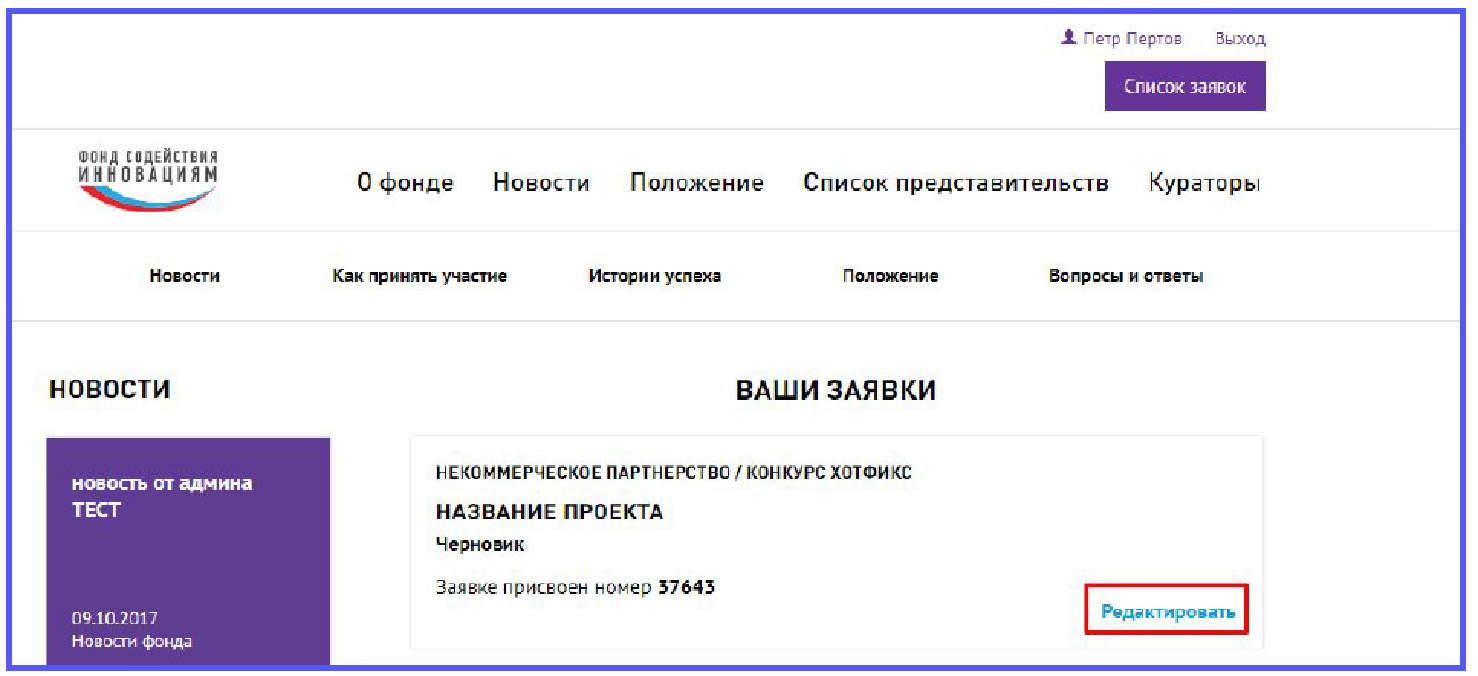 Петр Пертов Выход
Список заявок
ФОНД СОДЕЙСТВИЯ
ИННОВАЦИЯМ
О фонде Новости Положение Список представительств Кураторы
Новости Как принять участие Истории успеха Положение Вопросы и ответы
НОВОСТИ
новость от админа
ТЕСТ
09.10.2017
Новости фонда
ВАШИ ЗАЯВКИ
НЕКОММЕРЧЕСКОЕ ПАРТНЕРСТВО / КОНКУРС ХОТФИКС
НАЗВАНИЕ ПРОЕКТА
Черновик
Заявке присвоен номер 37643
Редактировать